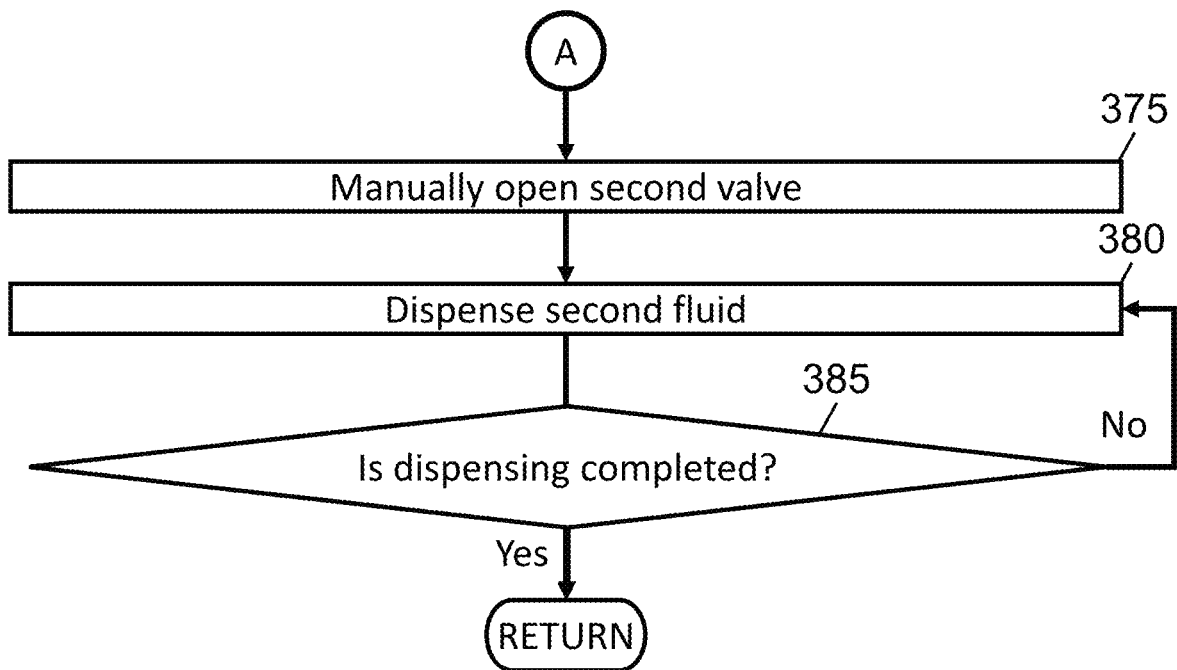 A
375
Manually open second valve
380
Dispense second fluid
385
No
Is dispensing completed?
Yes
RETURN